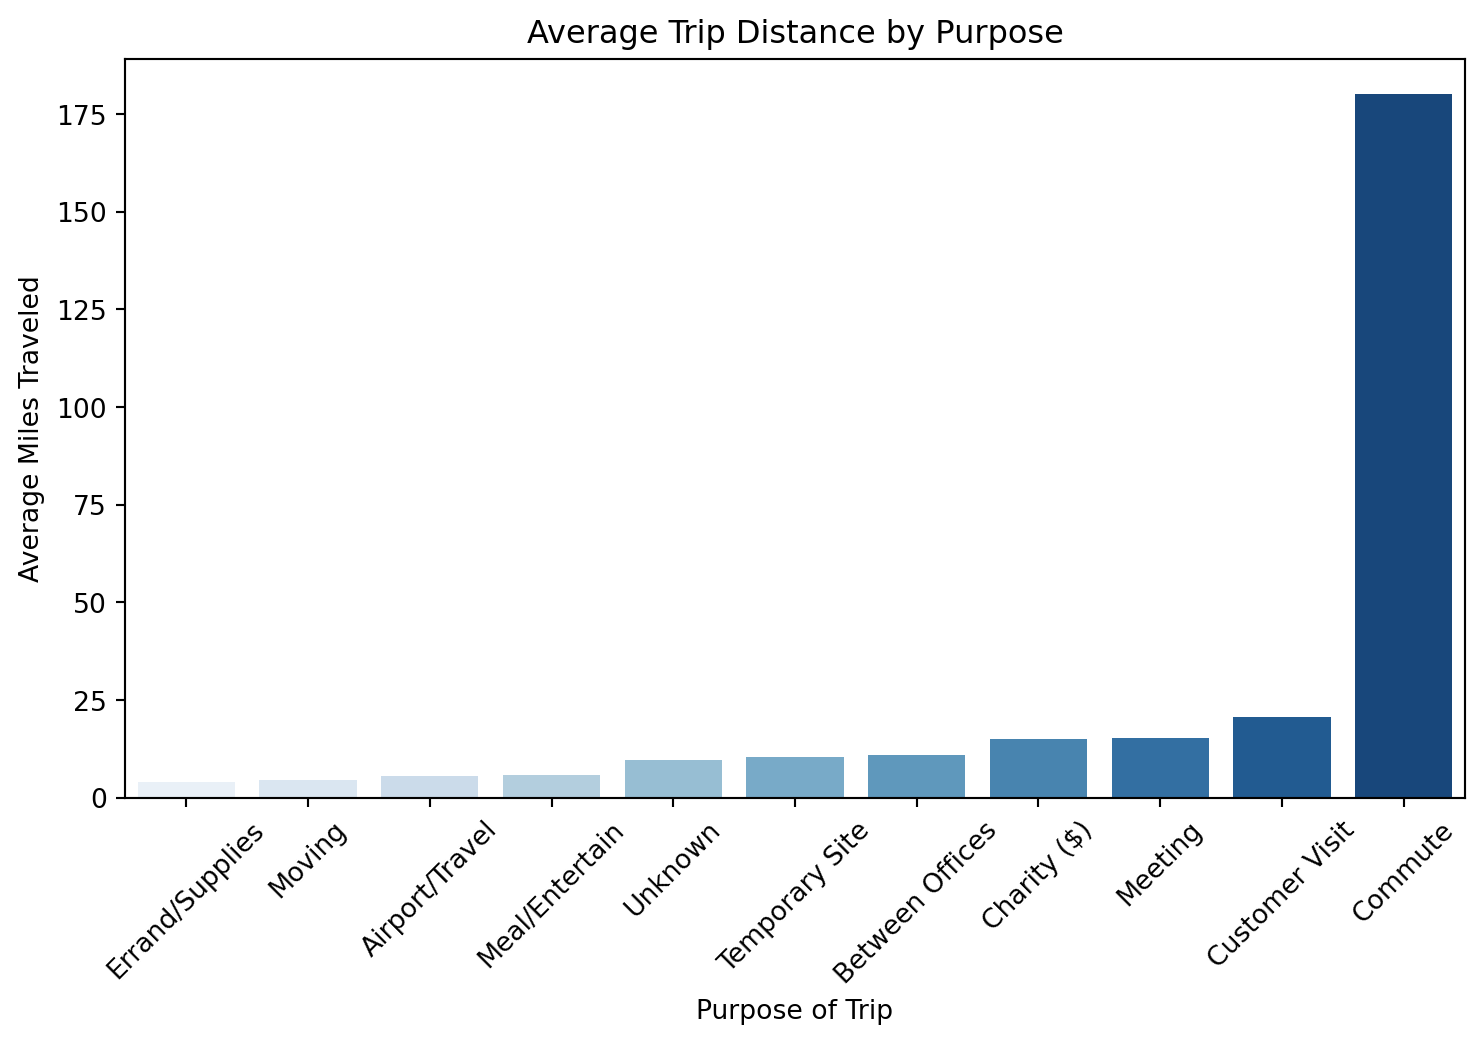 Average Trip Distance by Purpose
Average Miles Traveled
175
150
125
100
75
50
25
0
Errand/Supplies
Moving
Airport/Travel
Meal/Entertain
Unknown
Temporary Site
Between Offices
Charity ($)
Meeting
Customer Visit
Commute
Purpose of Trip